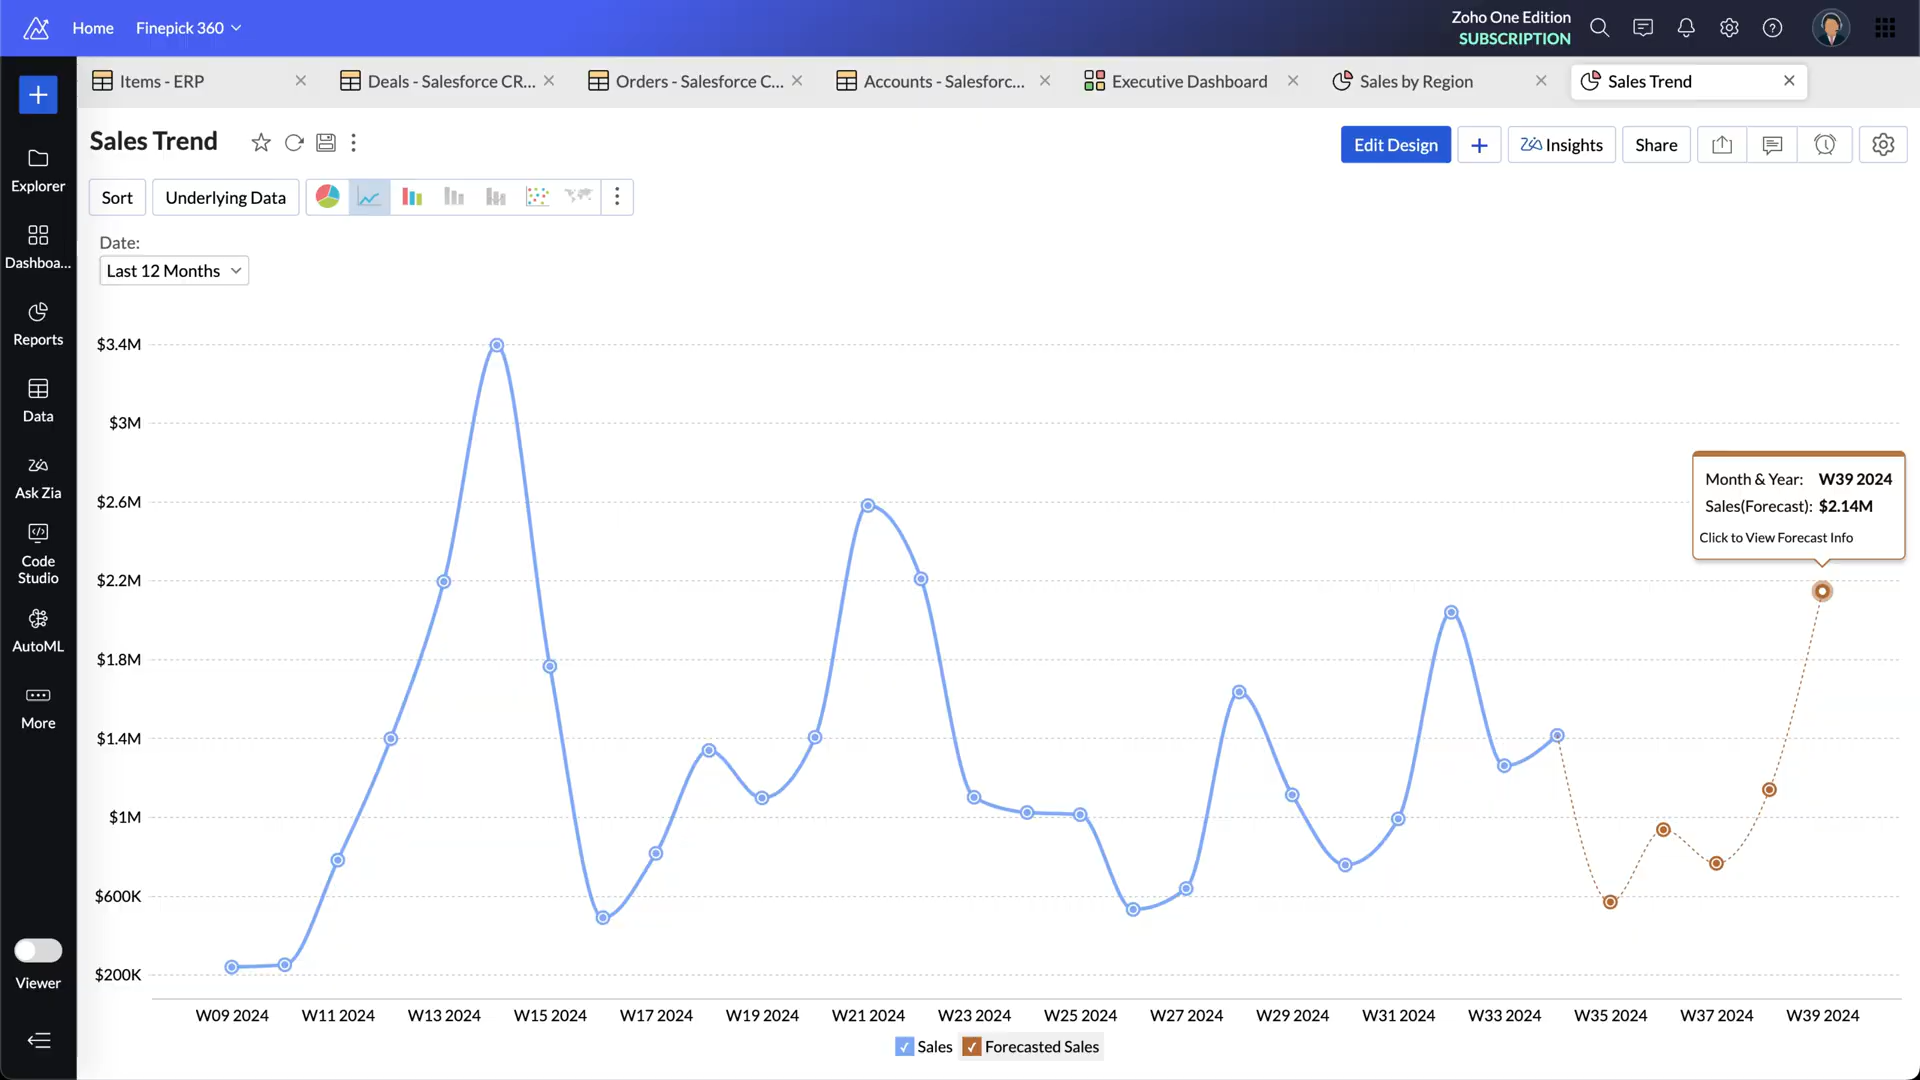 Home
Finepick 360
Zoho One Edition
SUBSCRIPTION
Items - ERP
Deals - Salesforce CR...
Orders - Salesforce C...
Accounts - Salesforc...
Executive Dashboard
Sales by Region
Sales Trend
Explorer
Dashboa...
Reports
Data
Ask Zia
Code
Studio
AutoML
More
Viewer
Sales Trend
Edit Design
Insights
Share
Sort
Underlying Data
Date:
Last 12 Months
$3.4M
$3M
$2.6M
$2.2M
$1.8M
$1.4M
$1M
$600K
$200K
Month & Year: W39 2024
Sales(Forecast): $2.14M
Click to View Forecast Info
W09 2024 W11 2024 W13 2024 W15 2024 W17 2024 W19 2024 W21 2024 W23 2024 W25 2024 W27 2024 W29 2024 W31 2024 W33 2024 W35 2024 W37 2024 W39 2024
Sales Forecasted Sales